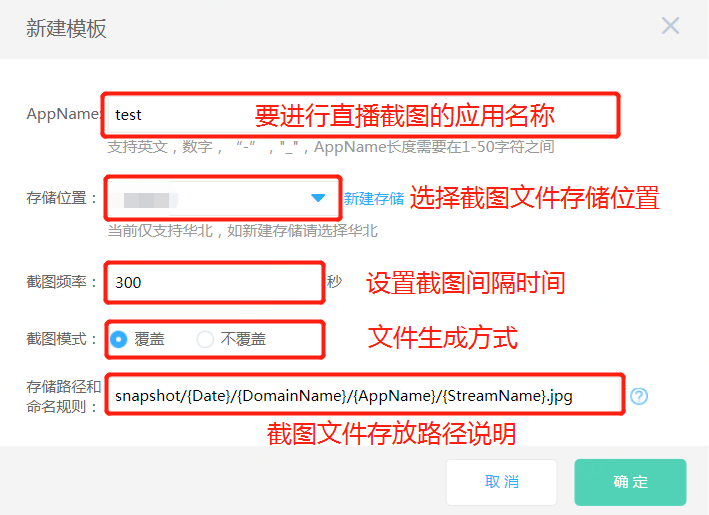 新建模板
AppName: test 要进行直播截图的应用名称
支持英文，数字，“-”，"_"，AppName长度需要在1-50字符之间
存储位置： 新建存储 选择截图文件存储位置
当前仅支持华北，如新建存储请选择华北
截图频率： 300 秒 设置截图间隔时间
截图模式： 覆盖 不覆盖 文件生成方式
存储路径和
命名规则： snapshot/{Date}/{DomainName}/{AppName}/{StreamName}.jpg ?
截图文件存放路径说明
取消 确定